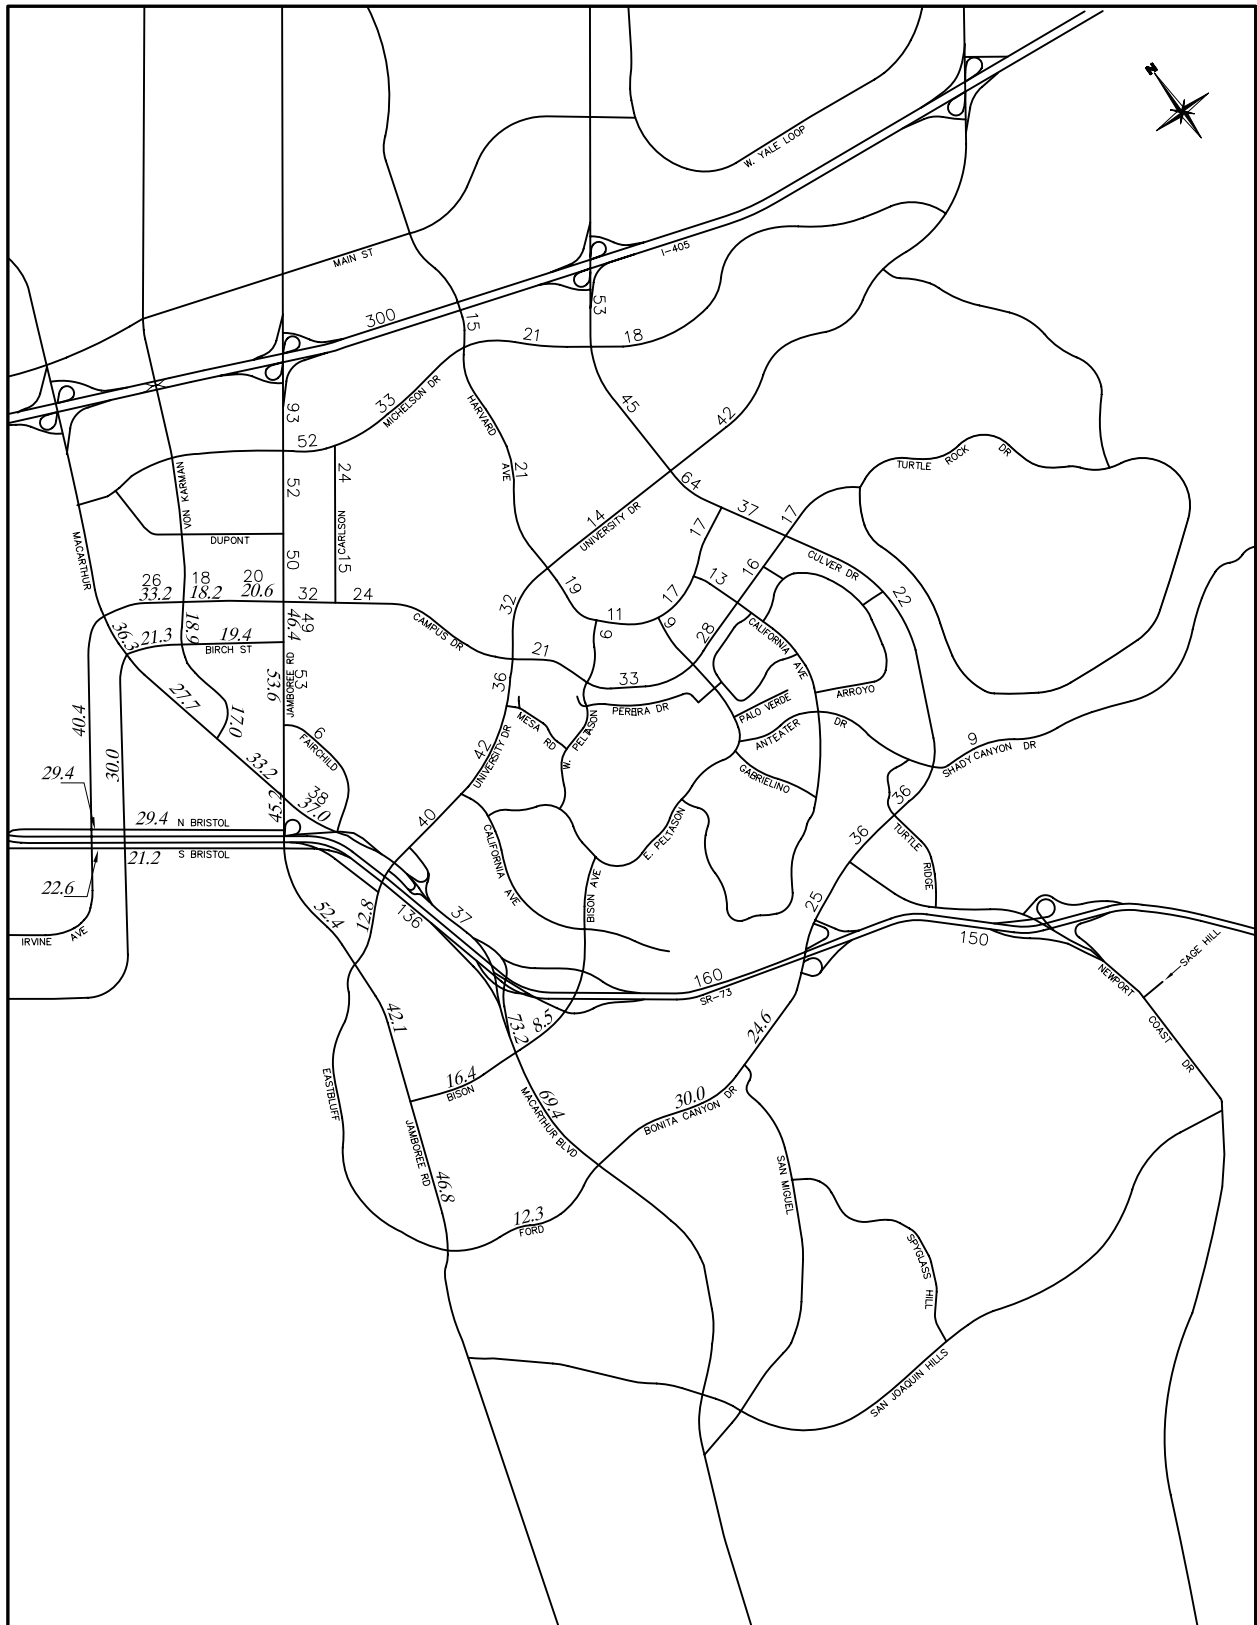 N
W. YALE LOOP
MAIN ST
I-405
300
53
15
21
18
33
MICHELSON DR
HARVARD
AVE
93
52
45
42
VON KARMAN
24
52
21
64
TURTLE
ROCK
DR
37
17
14
UNIVERSITY DR
17
MACARTHUR
DUPONT
CARLSON
15
50
CULVER DR
16
26
18
20
33.2
18.2
20.6
32
24
19
13
17
22
32
11
49
46.4
CAMPUS DR
9
9
28
CALIFORNIA
AVE
36.3
21.3
18.9
19.4
BIRCH ST
21
JAMBOREE RD
53
53.6
33
36
ARROYO
PERERA DR
PALO VERDE
27.7
17.0
MESA RD
W. PELTASON
ANTEATER
DR
40.4
30.0
6
FAIRCHILD
42
UNIVERSITY DR
9
SHADY CANYON DR
33.2
GABRIELINO
29.4
38
37.0
45.2
36
40
36
29.4
N BRISTOL
CALIFORNIA
AVE
E. PELTASON
TURTLE
RIDGE
S BRISTOL
21.2
22.6
BISON AVE
25
52.4
12.8
136
37
IRVINE
AVE
150
SAGE HILL
160
SR-73
NEWPORT
COAST
DR
42.1
73.2
8.5
24.6
EASTBLUFF
16.4
BISON
69.4
MACARTHUR BLVD
30.0
BONITA CANYON DR
JAMBOREE RD
46.8
SAN MIGUEL
12.3
FORD
SPYGLASS
HILL
SAN JOAQUIN HILLS